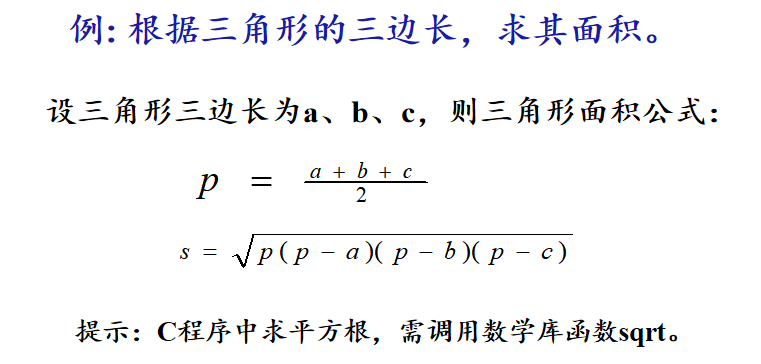 例: 根据三角形的三边长，求其面积。
设三角形三边长为a、b、c，则三角形面积公式：
p = \frac{a + b + c}{2}
s = \sqrt{p ( p - a )( p - b )( p - c )}
提示：C程序中求平方根，需调用数学库函数sqrt。